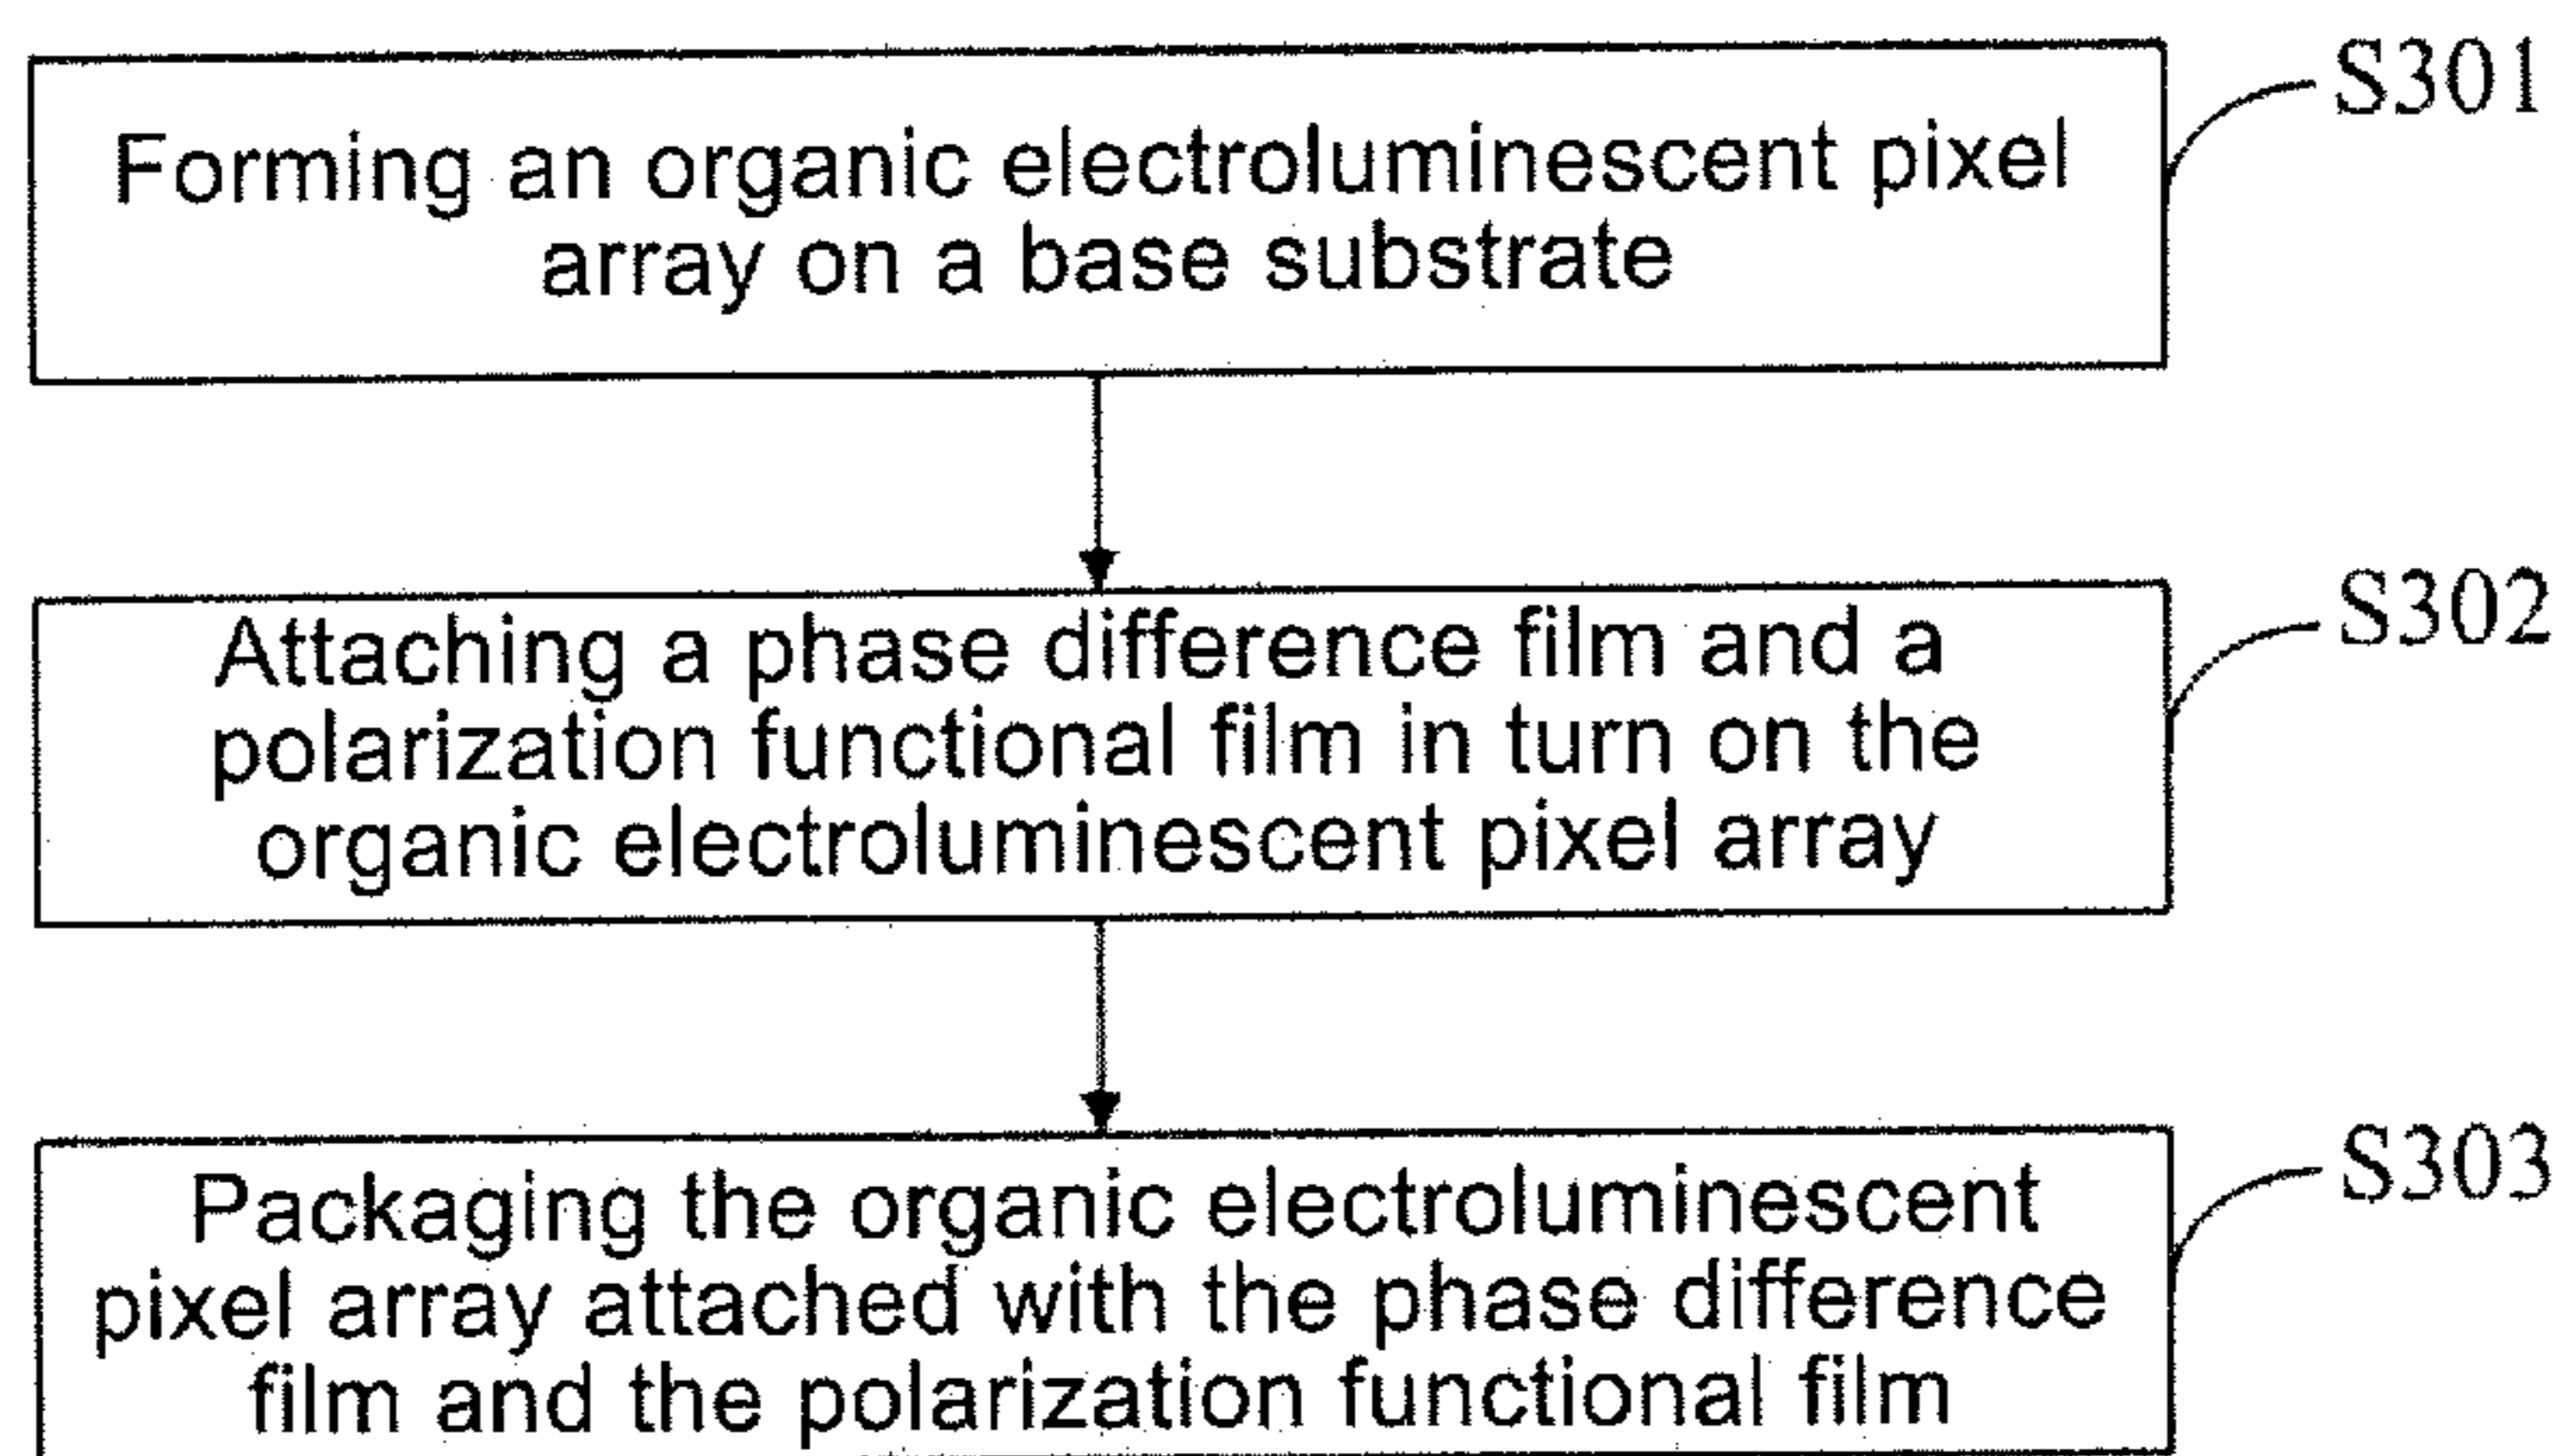 Forming an organic electroluminescent pixel
array on a base substrate
S301
Attaching a phase difference film and a
polarization functional film in turn on the
organic electroluminescent pixel array
S302
Packaging the organic electroluminescent
pixel array attached with the phase difference
film and the polarization functional film
S303